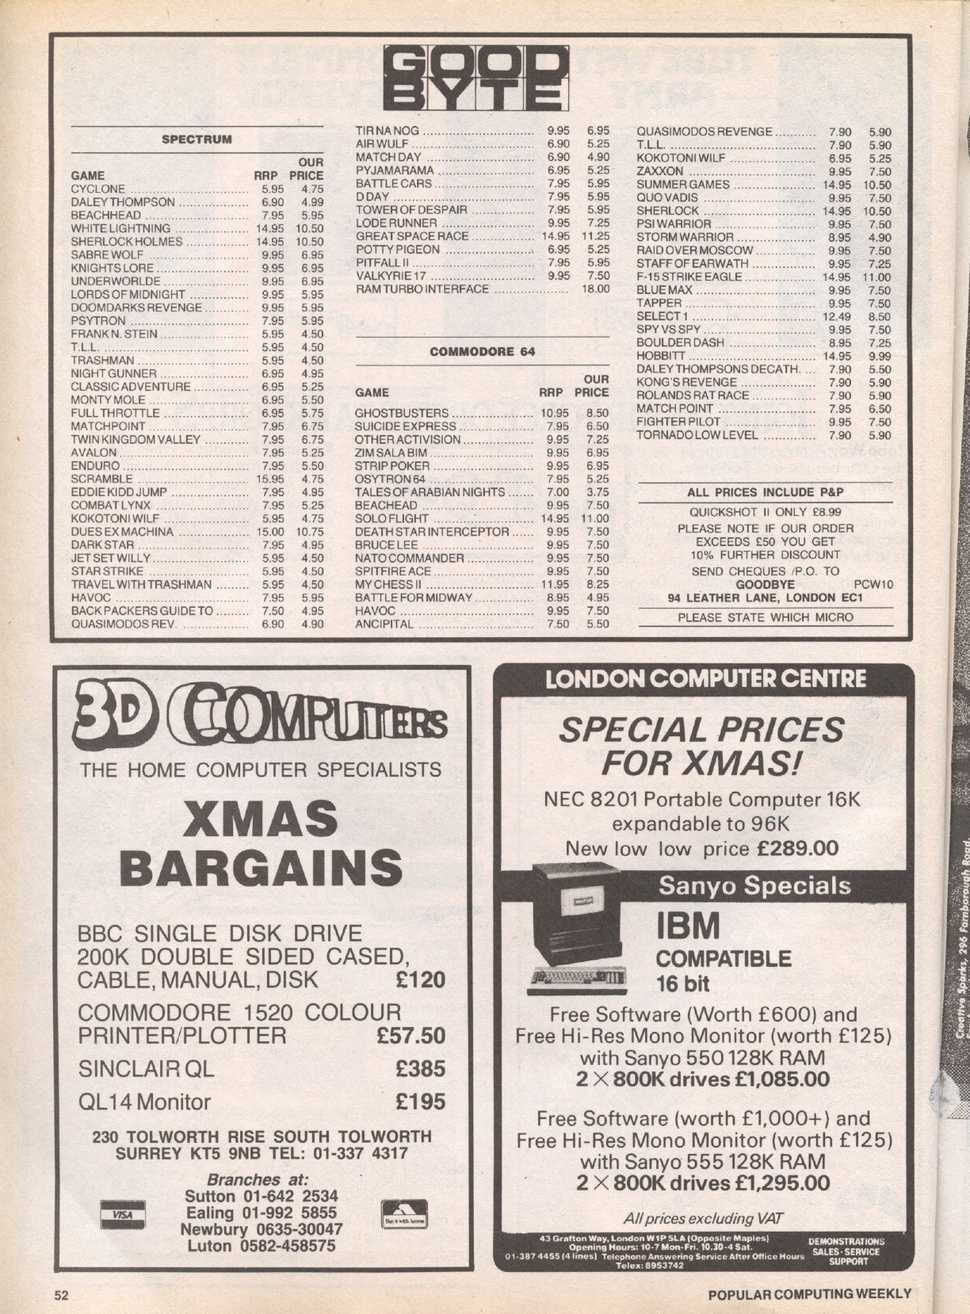 GOOD
BYTE
SPECTRUM
OUR
GAME RRP PRICE
CYCLONE 5.95 4.75
DALEY THOMPSON 6.90 4.99
BEACHHEAD 7.95 5.95
WHITE LIGHTNING 14.95 10.50
SHERLOCK HOLMES 14.95 10.50
SABRE WOLF 9.95 6.95
KNIGHTS LORE 9.95 6.95
UNDERWORLDE 9.95 6.95
LORDS OF MIDNIGHT 9.95 5.95
DOOMDARKS REVENGE 9.95 5.95
PSYTRON 7.95 5.95
FRANK N. STEIN 5.95 4.50
T.L.L. 5.95 4.50
TRASHMAN 5.95 4.50
NIGHT GUNNER 6.95 4.95
CLASSIC ADVENTURE 6.95 5.25
MONTY MOLE 6.95 5.50
FULL THROTTLE 6.95 5.75
MATCHPOINT 7.95 6.75
TWIN KINGDOM VALLEY 7.95 6.75
AVALON 7.95 5.25
ENDURO 7.95 5.50
SCRAMBLE 15.95 4.75
EDDIE KIDD JUMP 7.95 4.95
COMBAT LYNX 7.95 5.25
KOKOTONI WILF 5.95 4.75
DUES EX MACHINA 15.00 10.75
DARK STAR 7.95 4.95
JET SET WILLY 5.95 4.50
STAR STRIKE 5.95 4.50
TRAVEL WITH TRASHMAN 5.95 4.50
HAVOC 7.95 5.95
BACK PACKERS GUIDE TO 7.50 4.95
QUASIMODOS REV. 6.90 4.90
TIR NA NOG 9.95 6.95
AIR WULF 6.90 5.25
MATCH DAY 6.90 4.90
PYJAMARAMA 6.95 5.25
BATTLE CARS 7.95 5.95
D DAY 7.95 5.95
TOWER OF DESPAIR 7.95 5.95
LODE RUNNER 9.95 7.25
GREAT SPACE RACE 14.95 11.25
POTTY PIGEON 6.95 5.25
PITFALL II 7.95 5.95
VALKYRIE 17 9.95 7.50
RAM TURBO INTERFACE 18.00
COMMODORE 64
OUR
GAME RRP PRICE
GHOSTBUSTERS 10.95 8.50
SUICIDE EXPRESS 7.95 6.50
OTHER ACTIVISION 9.95 7.25
ZIM SALA BIM 9.95 6.95
STRIP POKER 9.95 6.95
OSYTRON 64 7.95 5.25
TALES OF ARABIAN NIGHTS 7.00 3.75
BEACHEAD 9.95 7.50
SOLO FLIGHT 14.95 11.00
DEATH STAR INTERCEPTOR 9.95 7.50
BRUCE LEE 9.95 7.50
NATO COMMANDER 9.95 7.50
SPITFIRE ACE 9.95 7.50
MY CHESS II 11.95 8.25
BATTLE FOR MIDWAY 8.95 4.95
HAVOC 9.95 7.50
ANCIPITAL 7.50 5.50
QUASIMODOS REVENGE 7.90 5.90
T.L.L. 7.90 5.90
KOKOTONI WILF 6.95 5.25
ZAXXON 9.95 7.50
SUMMER GAMES 14.95 10.50
QUO VADIS 9.95 7.50
SHERLOCK 14.95 10.50
PSI WARRIOR 9.95 7.50
STORM WARRIOR 8.95 4.90
RAID OVER MOSCOW 9.95 7.50
STAFF OF EARWATH 9.95 7.25
F-15 STRIKE EAGLE 14.95 11.00
BLUE MAX 9.95 7.50
TAPPER 9.95 7.50
SELECT 1 12.49 8.50
SPY VS SPY 9.95 7.50
BOULDER DASH 8.95 7.25
HOBBITT 14.95 9.99
DALEY THOMPSONS DECATH. 7.90 5.50
KONG'S REVENGE 7.90 5.90
ROLANDS RAT RACE 7.90 5.90
MATCH POINT 7.95 6.50
FIGHTER PILOT 9.95 7.50
TORNADO LOW LEVEL 7.90 5.90
ALL PRICES INCLUDE P&P
QUICKSHOT II ONLY £8.99
PLEASE NOTE IF OUR ORDER
EXCEEDS £50 YOU GET
10% FURTHER DISCOUNT
SEND CHEQUES /P.O. TO
GOODBYE PCW10
94 LEATHER LANE, LONDON EC1
PLEASE STATE WHICH MICRO
3D COMPUTERS
THE HOME COMPUTER SPECIALISTS
XMAS
BARGAINS
BBC SINGLE DISK DRIVE
200K DOUBLE SIDED CASED,
CABLE, MANUAL, DISK £120
COMMODORE 1520 COLOUR
PRINTER/PLOTTER £57.50
SINCLAIR QL £385
QL14 Monitor £195
230 TOLWORTH RISE SOUTH TOLWORTH
SURREY KT5 9NB TEL: 01-337 4317
Branches at:
Sutton 01-642 2534
Ealing 01-992 5855
Newbury 0635-30047
Luton 0582-458575
VISA
LONDON COMPUTER CENTRE
SPECIAL PRICES
FOR XMAS!
NEC 8201 Portable Computer 16K
expandable to 96K
New low low price £289.00
Sanyo Specials
IBM
COMPATIBLE
16 bit
Free Software (Worth £600) and
Free Hi-Res Mono Monitor (worth £125)
with Sanyo 550 128K RAM
2 × 800K drives £1,085.00
Free Software (worth £1,000+) and
Free Hi-Res Mono Monitor (worth £125)
with Sanyo 555 128K RAM
2 × 800K drives £1,295.00
All prices excluding VAT
43 Grafton Way, London W1P 5LA (Opposite Maples)
Opening Hours: 10-7 Mon-Fri. 10.30-4 Sat.
01-387 4455 (4 lines) Telephone Answering Service After Office Hours
Telex: 8953742
DEMONSTRATIONS
SALES - SERVICE
SUPPORT
52
POPULAR COMPUTING WEEKLY
Creative Sparks, 296 Farnborough Road,